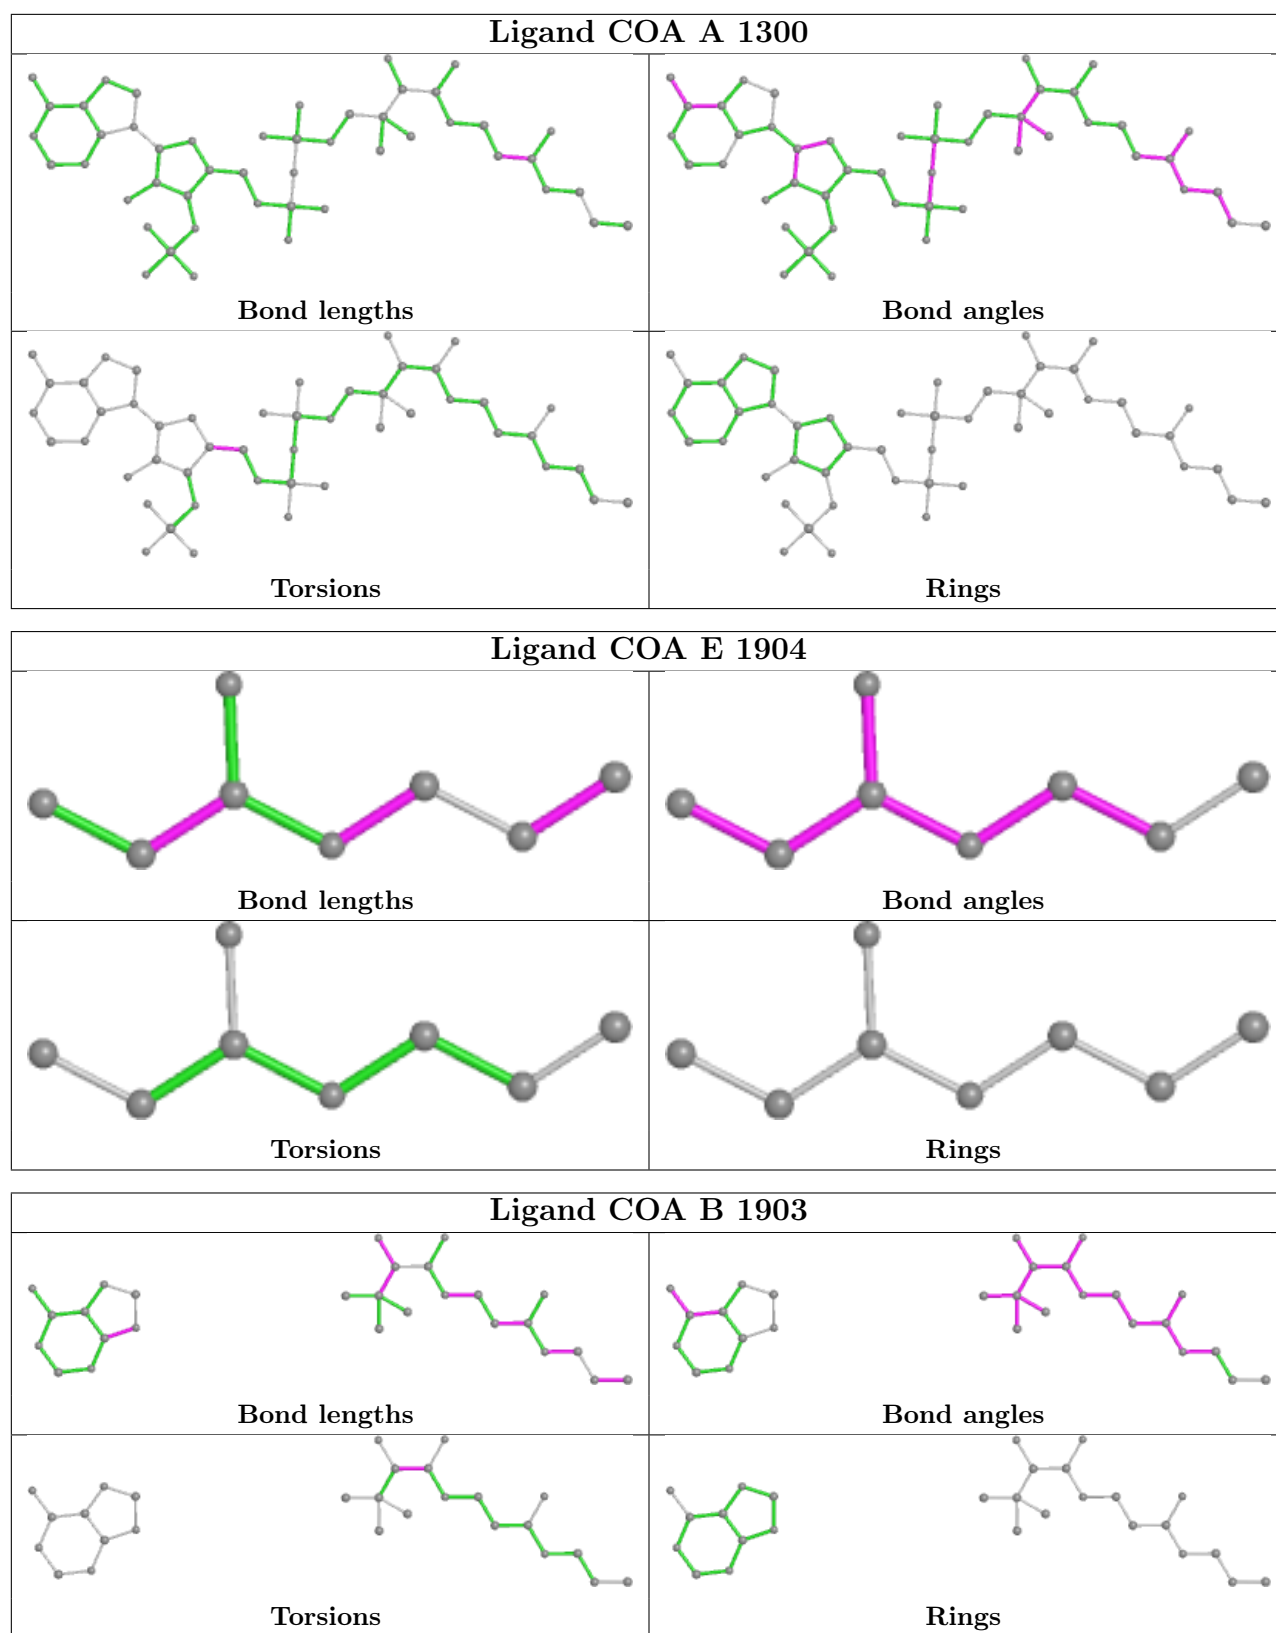 Ligand COA A 1300
Bond lengths
Bond angles
Torsions
Rings
Ligand COA E 1904
Bond lengths
Bond angles
Torsions
Rings
Ligand COA B 1903
Bond lengths
Bond angles
Torsions
Rings